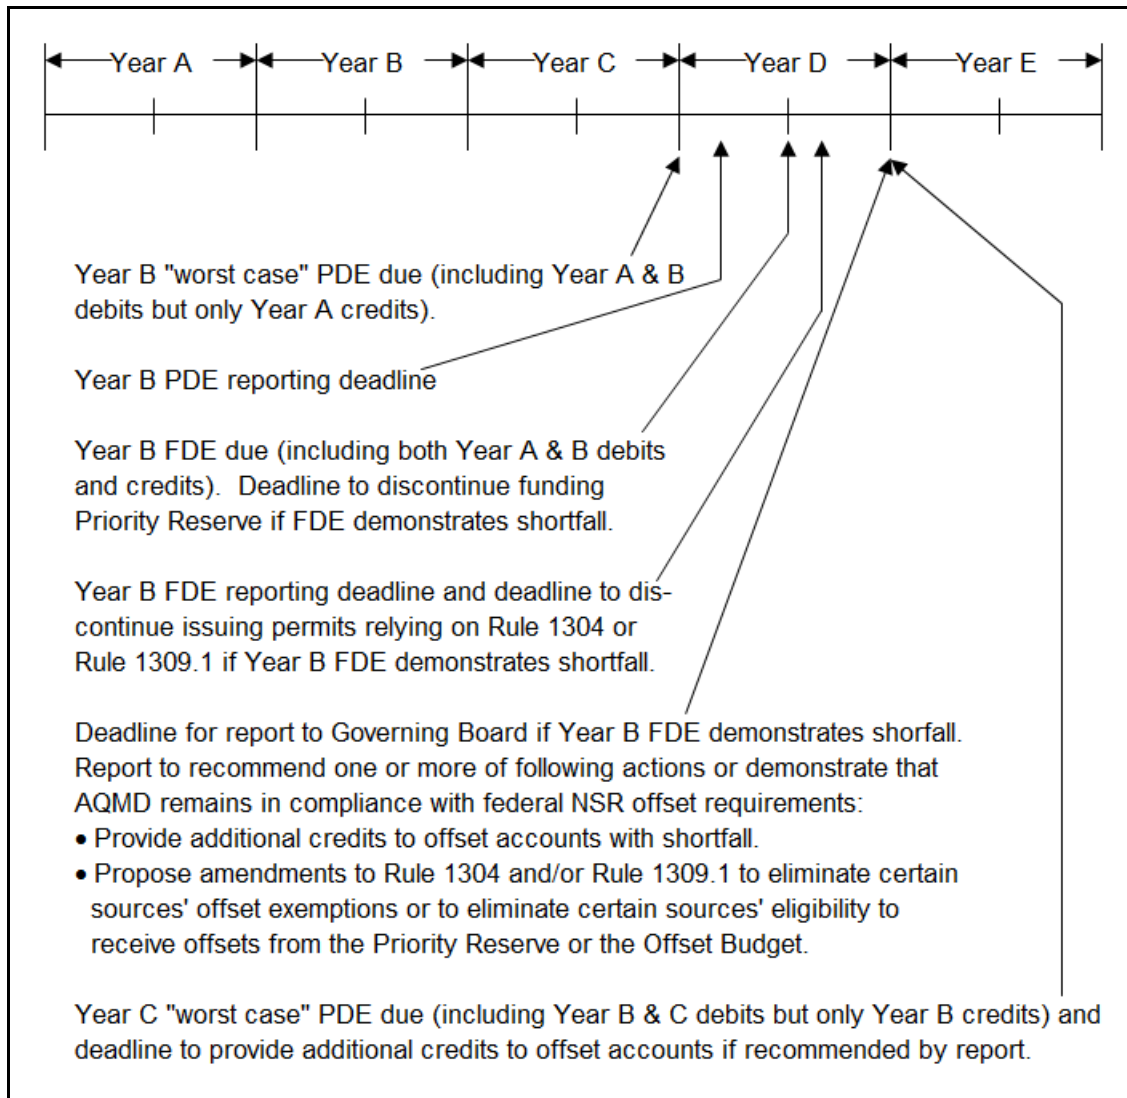 Year A Year B Year C Year D Year E
Year B "worst case" PDE due (including Year A & B
debits but only Year A credits).
Year B PDE reporting deadline
Year B FDE due (including both Year A & B debits
and credits). Deadline to discontinue funding
Priority Reserve if FDE demonstrates shortfall.
Year B FDE reporting deadline and deadline to dis-
continue issuing permits relying on Rule 1304 or
Rule 1309.1 if Year B FDE demonstrates shortfall.
Deadline for report to Governing Board if Year B FDE demonstrates shorfall.
Report to recommend one or more of following actions or demonstrate that
AQMD remains in compliance with federal NSR offset requirements:
• Provide additional credits to offset accounts with shortfall.
• Propose amendments to Rule 1304 and/or Rule 1309.1 to eliminate certain
sources' offset exemptions or to eliminate certain sources' eligibility to
receive offsets from the Priority Reserve or the Offset Budget.
Year C "worst case" PDE due (including Year B & C debits but only Year B credits) and
deadline to provide additional credits to offset accounts if recommended by report.